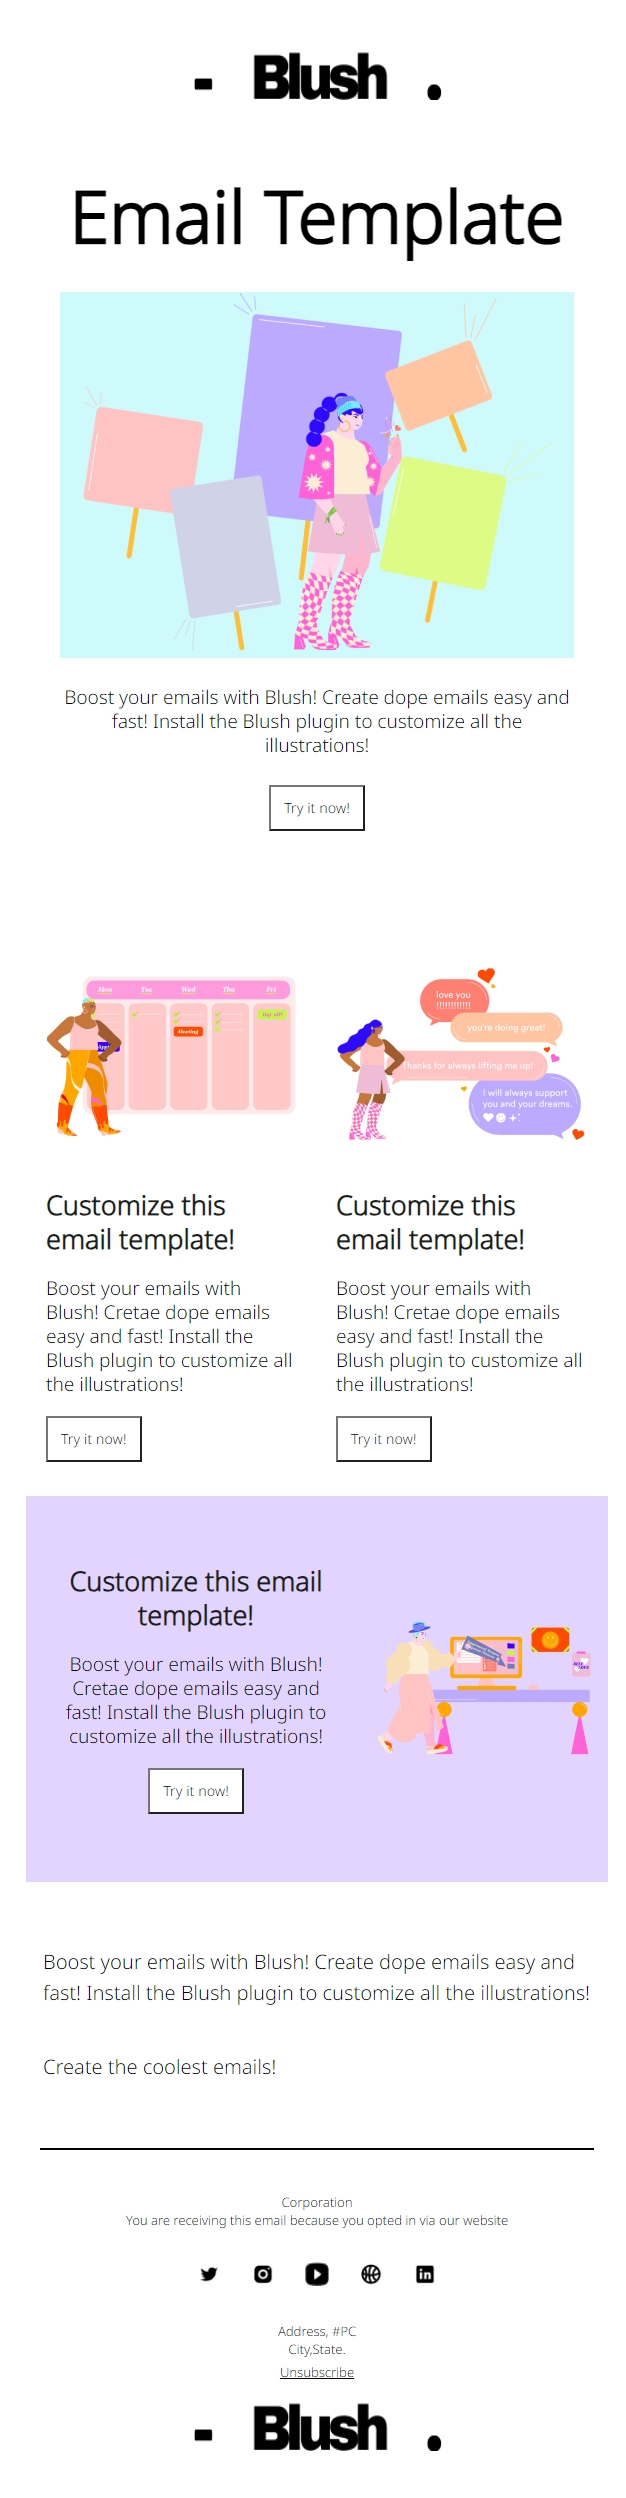 - Blush .
Email Template
Boost your emails with Blush! Create dope emails easy and
fast! Install the Blush plugin to customize all the
illustrations!
Try it now!
Mon Tue Wed Thu Fri
Day off!
Meeting
love you
!!!!!!!!!!!!
you're doing great!
Thanks for always lifting me up!
I will always support
you and your dreams.
Customize this
email template!
Boost your emails with
Blush! Cretae dope emails
easy and fast! Install the
Blush plugin to customize all
the illustrations!
Try it now!
Customize this
email template!
Boost your emails with
Blush! Cretae dope emails
easy and fast! Install the
Blush plugin to customize all
the illustrations!
Try it now!
Customize this email
template!
Boost your emails with Blush!
Cretae dope emails easy and
fast! Install the Blush plugin to
customize all the illustrations!
Try it now!
Boost your emails with Blush! Create dope emails easy and
fast! Install the Blush plugin to customize all the illustrations!
Create the coolest emails!
Corporation
You are receiving this email because you opted in via our website
in
Address, #PC
City,State.
Unsubscribe
- Blush .